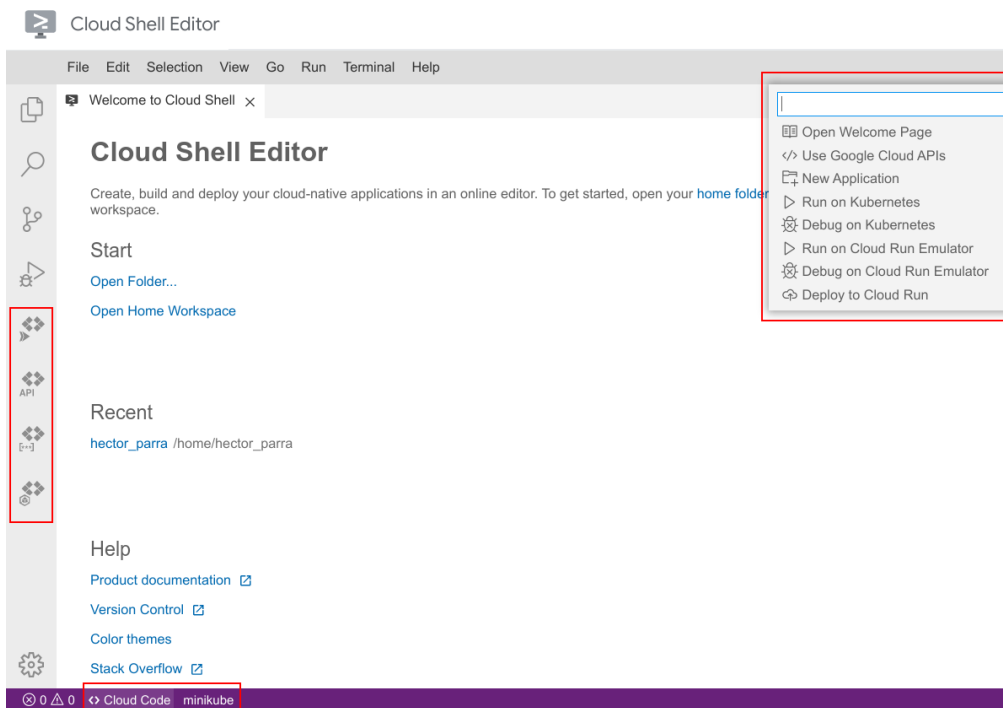 Cloud Shell Editor
File Edit Selection View Go Run Terminal Help
Welcome to Cloud Shell
Cloud Shell Editor
Create, build and deploy your cloud-native applications in an online editor. To get started, open your home folder
workspace.
Start
Open Folder...
Open Home Workspace
Recent
hector_parra /home/hector_parra
Help
Product documentation
Version Control
Color themes
Stack Overflow
Open Welcome Page
</> Use Google Cloud APIs
New Application
Run on Kubernetes
Debug on Kubernetes
Run on Cloud Run Emulator
Debug on Cloud Run Emulator
Deploy to Cloud Run
API
0 0 <> Cloud Code minikube